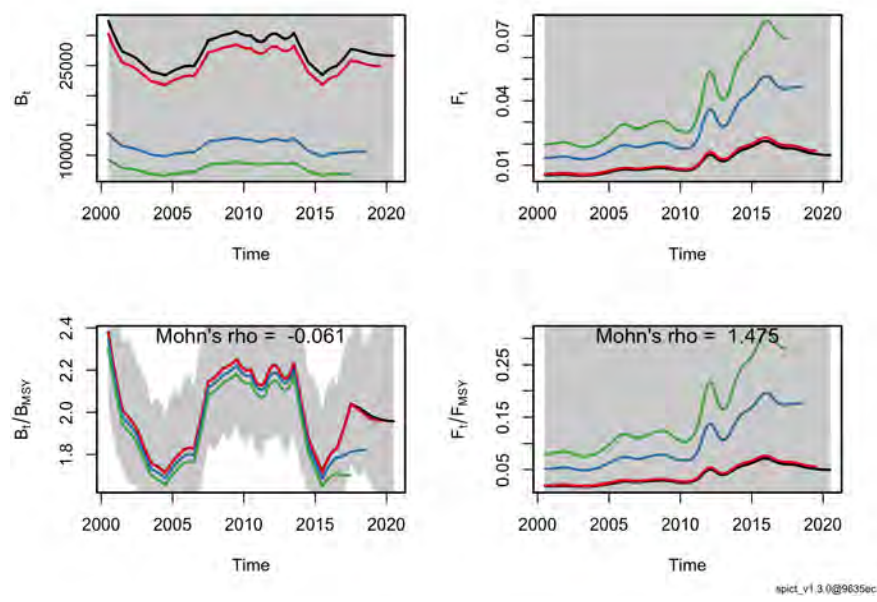 25000
10000
Bt
2000 2005 2010 2015 2020
Time
0.07
0.04
0.01
Ft
2000 2005 2010 2015 2020
Time
Mohn's rho = -0.061
2.4
2.2
2.0
1.8
Bt/BMSY
2000 2005 2010 2015 2020
Time
Mohn's rho = 1.475
0.25
0.15
0.05
Ft/FMSY
2000 2005 2010 2015 2020
Time
spict_v1.3.0@9635ec